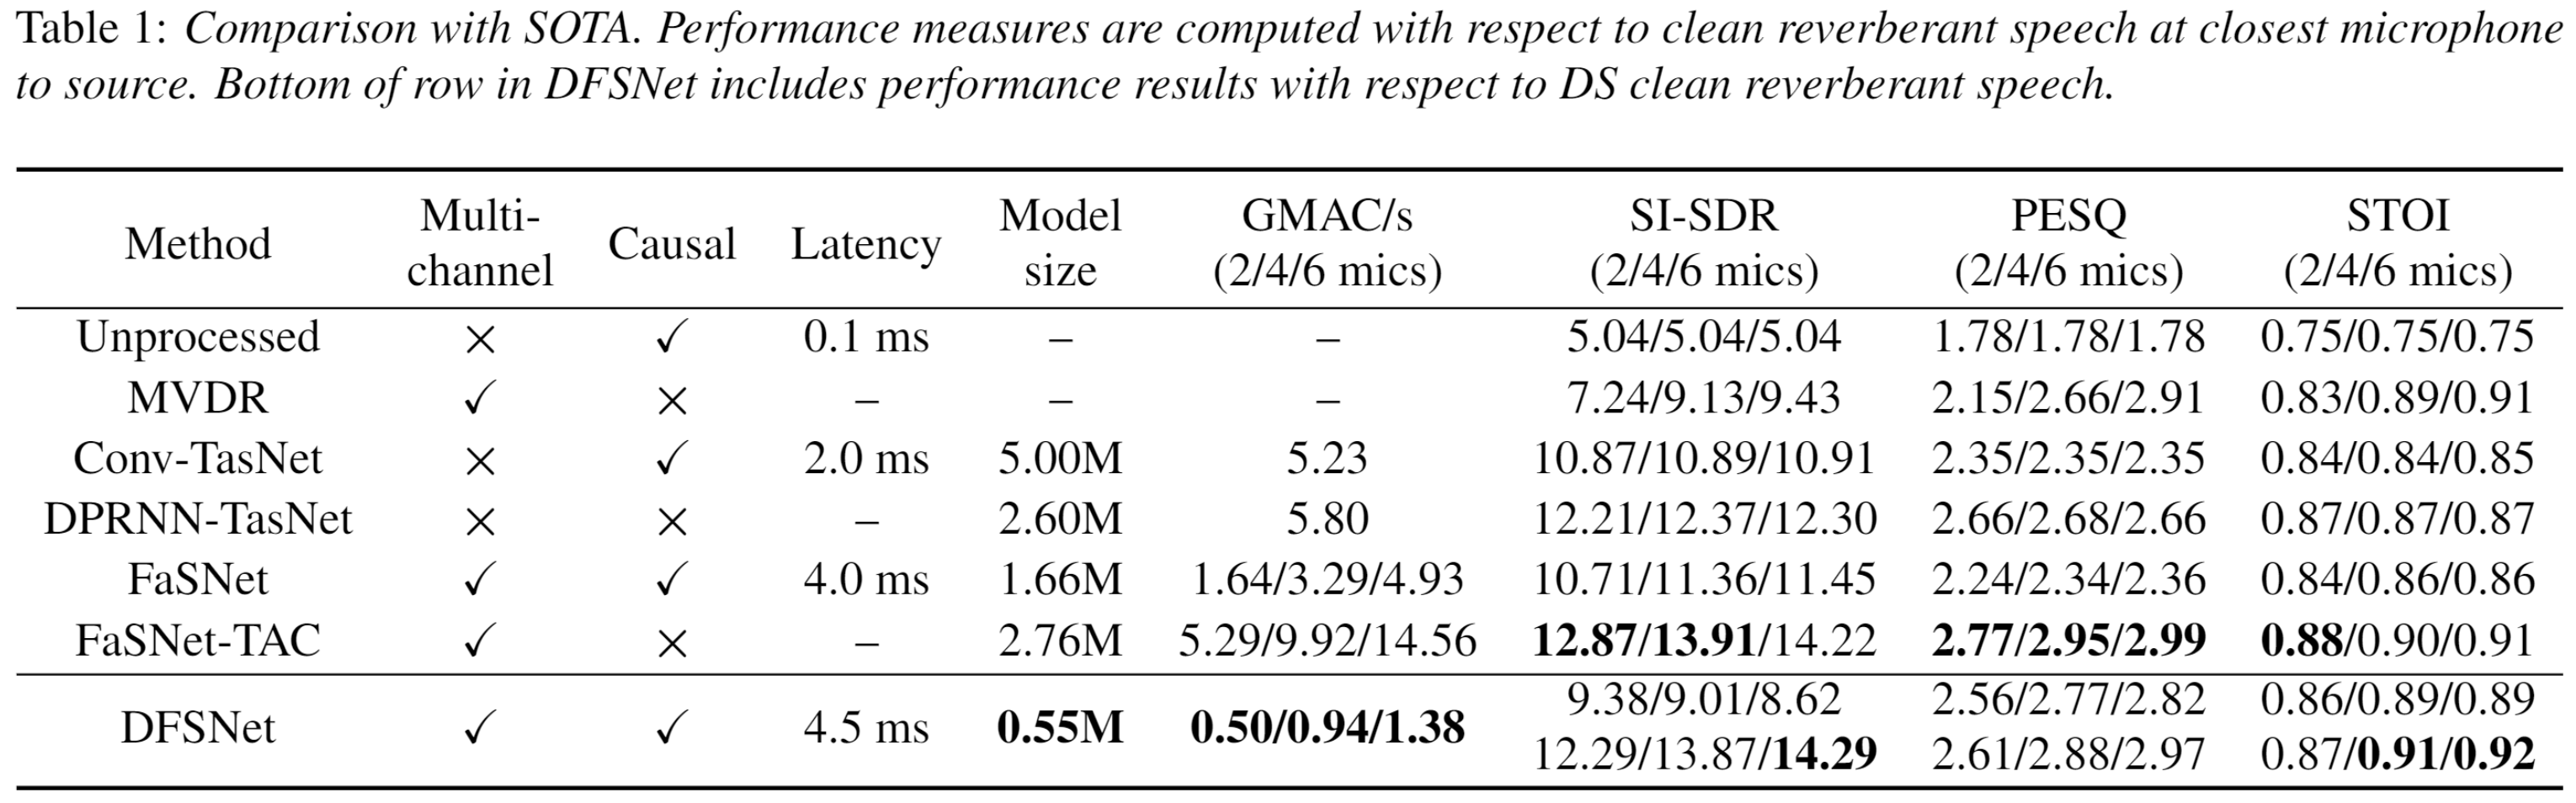 Table 1: Comparison with SOTA. Performance measures are computed with respect to clean reverberant speech at closest microphone
to source. Bottom of row in DFSNet includes performance results with respect to DS clean reverberant speech.
Method Multi-channel Causal Latency Model size GMAC/s (2/4/6 mics) SI-SDR (2/4/6 mics) PESQ (2/4/6 mics) STOI (2/4/6 mics)
Unprocessed × ✓ 0.1 ms – – 5.04/5.04/5.04 1.78/1.78/1.78 0.75/0.75/0.75
MVDR ✓ × – – – 7.24/9.13/9.43 2.15/2.66/2.91 0.83/0.89/0.91
Conv-TasNet × ✓ 2.0 ms 5.00M 5.23 10.87/10.89/10.91 2.35/2.35/2.35 0.84/0.84/0.85
DPRNN-TasNet × × – 2.60M 5.80 12.21/12.37/12.30 2.66/2.68/2.66 0.87/0.87/0.87
FaSNet ✓ ✓ 4.0 ms 1.66M 1.64/3.29/4.93 10.71/11.36/11.45 2.24/2.34/2.36 0.84/0.86/0.86
FaSNet-TAC ✓ × – 2.76M 5.29/9.92/14.56 12.87/13.91/14.22 2.77/2.95/2.99 0.88/0.90/0.91
DFSNet ✓ ✓ 4.5 ms 0.55M 0.50/0.94/1.38 9.38/9.01/8.62 2.56/2.77/2.82 0.86/0.89/0.89
12.29/13.87/14.29 2.61/2.88/2.97 0.87/0.91/0.92